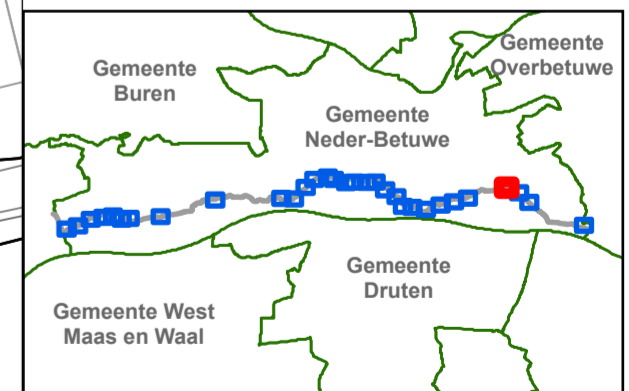 Gemeente
Overbetuwe
Gemeente
Buren
Gemeente
Neder-Betuwe
Gemeente
Druten
Gemeente West
Maas en Waal